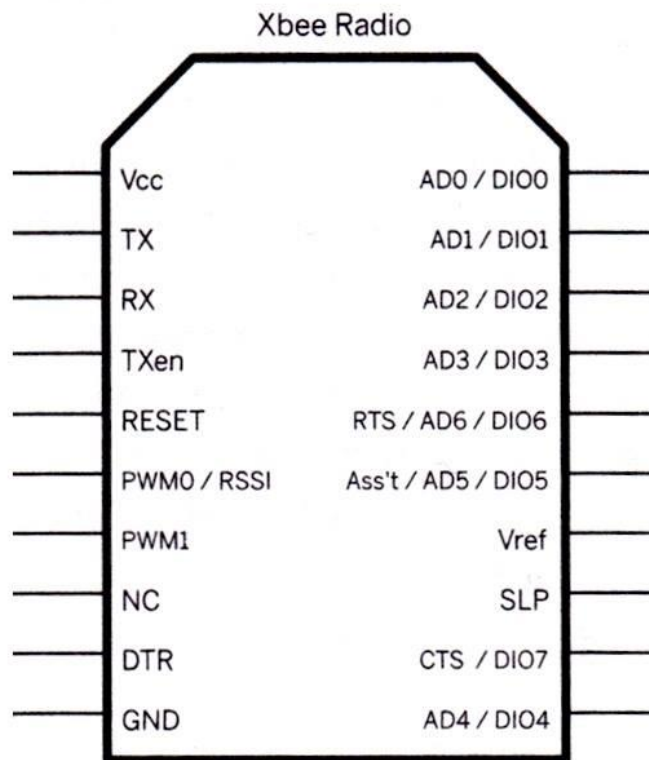 Xbee Radio
Vcc
AD0 / DIO0
TX
AD1 / DIO1
RX
AD2 / DIO2
TXen
AD3 / DIO3
RESET
RTS / AD6 / DIO6
PWM0 / RSSI
Ass't / AD5 / DIO5
PWM1
Vref
NC
SLP
DTR
CTS / DIO7
GND
AD4 / DIO4